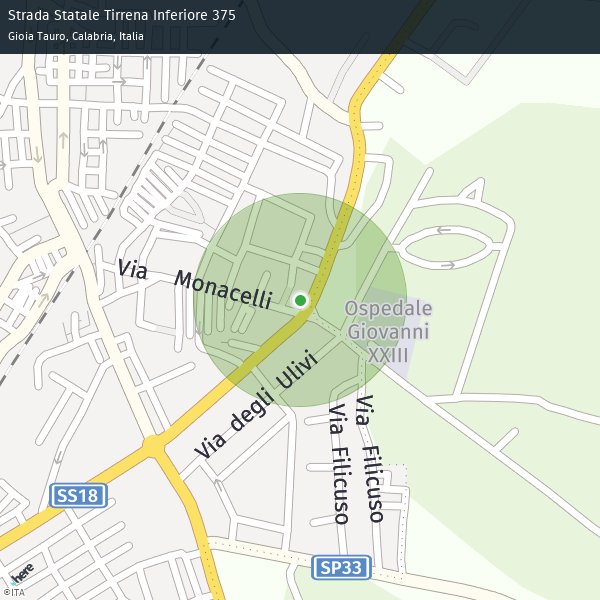 Strada Statale Tirrena Inferiore 375
Gioia Tauro, Calabria, Italia
Via Monacelli
Ospedale
Giovanni
XXIII
Via degli Ulivi
Via Filicuso
Via Filicuso
SS18
SP33
here
©ITA